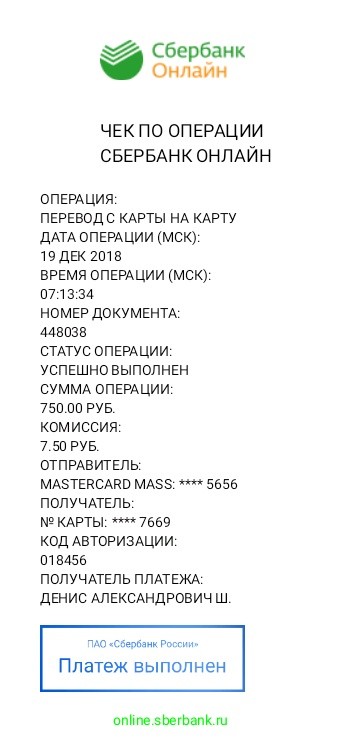 Сбербанк
Онлайн
ЧЕК ПО ОПЕРАЦИИ
СБЕРБАНК ОНЛАЙН
ОПЕРАЦИЯ:
ПЕРЕВОД С КАРТЫ НА КАРТУ
ДАТА ОПЕРАЦИИ (МСК):
19 ДЕК 2018
ВРЕМЯ ОПЕРАЦИИ (МСК):
07:13:34
НОМЕР ДОКУМЕНТА:
448038
СТАТУС ОПЕРАЦИИ:
УСПЕШНО ВЫПОЛНЕН
СУММА ОПЕРАЦИИ:
750.00 РУБ.
КОМИССИЯ:
7.50 РУБ.
ОТПРАВИТЕЛЬ:
MASTERCARD MASS: **** 5656
ПОЛУЧАТЕЛЬ:
№ КАРТЫ: **** 7669
КОД АВТОРИЗАЦИИ:
018456
ПОЛУЧАТЕЛЬ ПЛАТЕЖА:
ДЕНИС АЛЕКСАНДРОВИЧ Ш.
ПАО «Сбербанк России»
Платеж выполнен
online.sberbank.ru